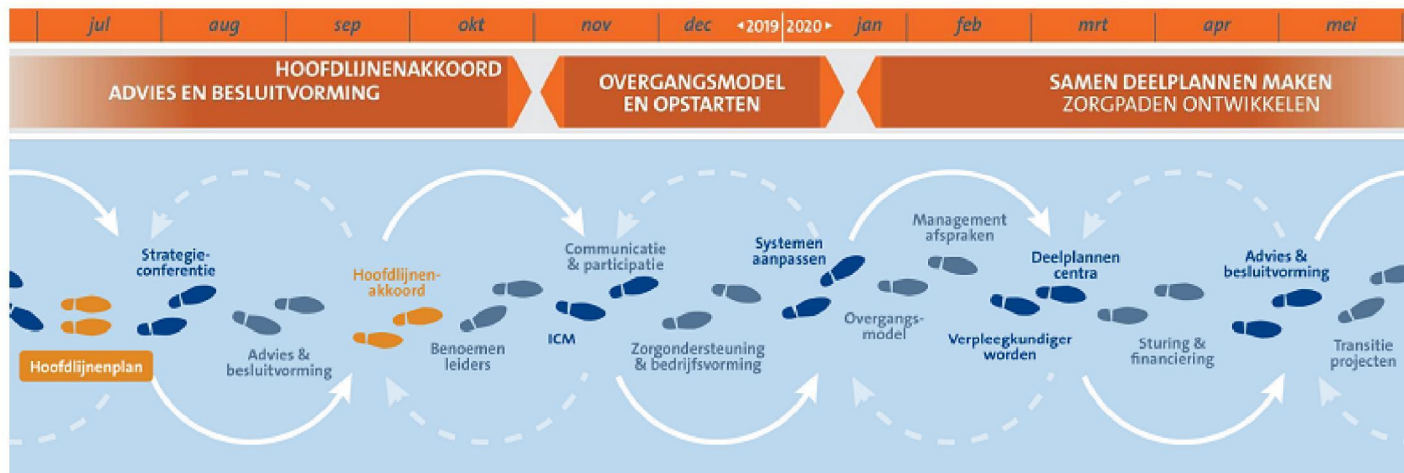 jul aug sep okt nov dec ◂2019 2020▸ jan feb mrt apr mei
HOOFDLIJNENAKKOORD
ADVIES EN BESLUITVORMING
OVERGANGSMODEL
EN OPSTARTEN
SAMEN DEELPLANNEN MAKEN
ZORGPADEN ONTWIKKELEN
Hoofdlijnenplan
Strategie-
conferentie
Advies &
besluitvorming
Hoofdlijnen-
akkoord
Benoemen
leiders
ICM
Communicatie
& participatie
Zorgondersteuning
& bedrijfsvorming
Systemen
aanpassen
Overgangs-
model
Management
afspraken
Verpleegkundiger
worden
Deelplannen
centra
Sturing &
financiering
Advies &
besluitvorming
Transitie
projecten